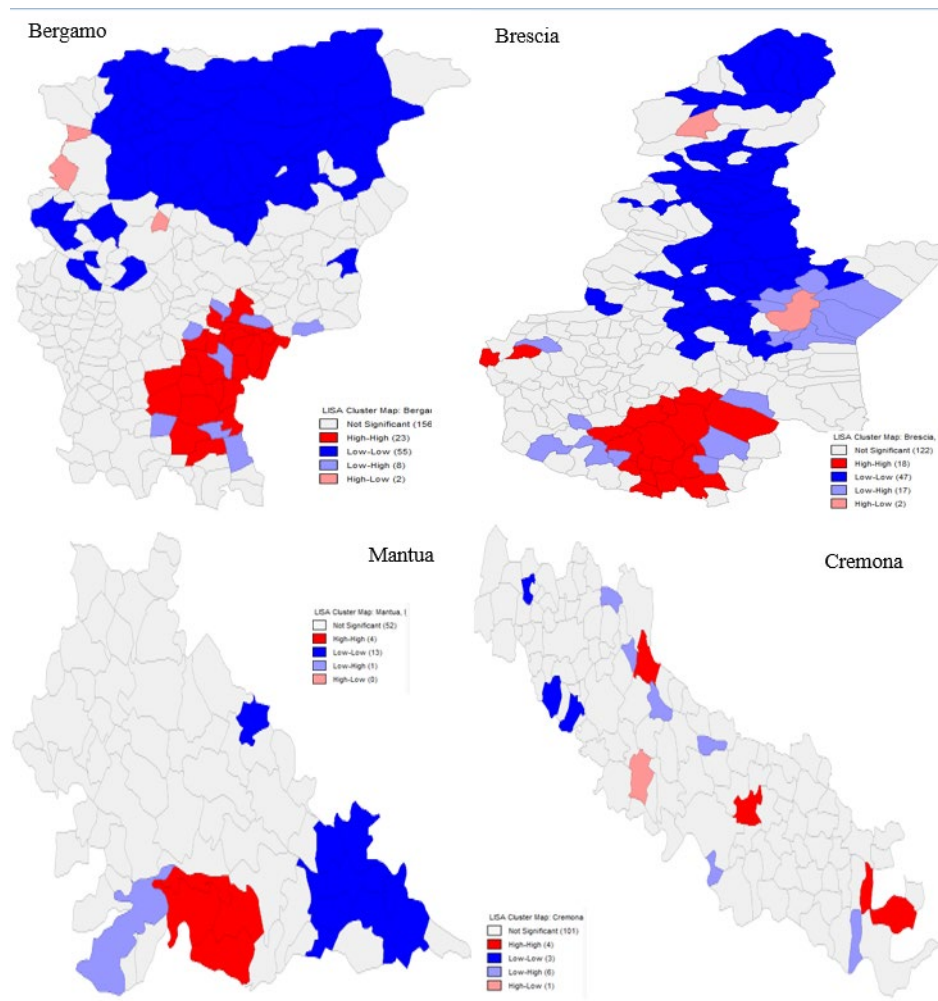 Bergamo
Brescia
LISA Cluster Map: Bergar
Not Significant (156
High-High (23)
Low-Low (55)
Low-High (8)
High-Low (2)
LISA Cluster Map: Brescia,
Not Significant (122)
High-High (18)
Low-Low (47)
Low-High (17)
High-Low (2)
Mantua
Cremona
LISA Cluster Map: Mantua, (
Not Significant (52)
High-High (4)
Low-Low (13)
Low-High (1)
High-Low (0)
LISA Cluster Map: Cremona
Not Significant (101)
High-High (4)
Low-Low (3)
Low-High (6)
High-Low (1)